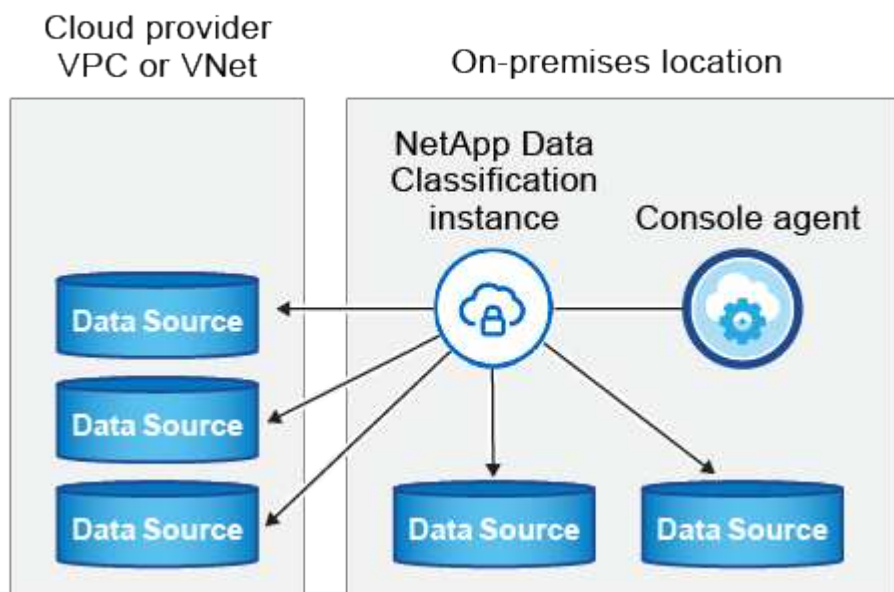 Cloud provider
VPC or VNet
On-premises location
NetApp Data
Classification
instance
Console agent
Data Source
Data Source
Data Source
Data Source
Data Source